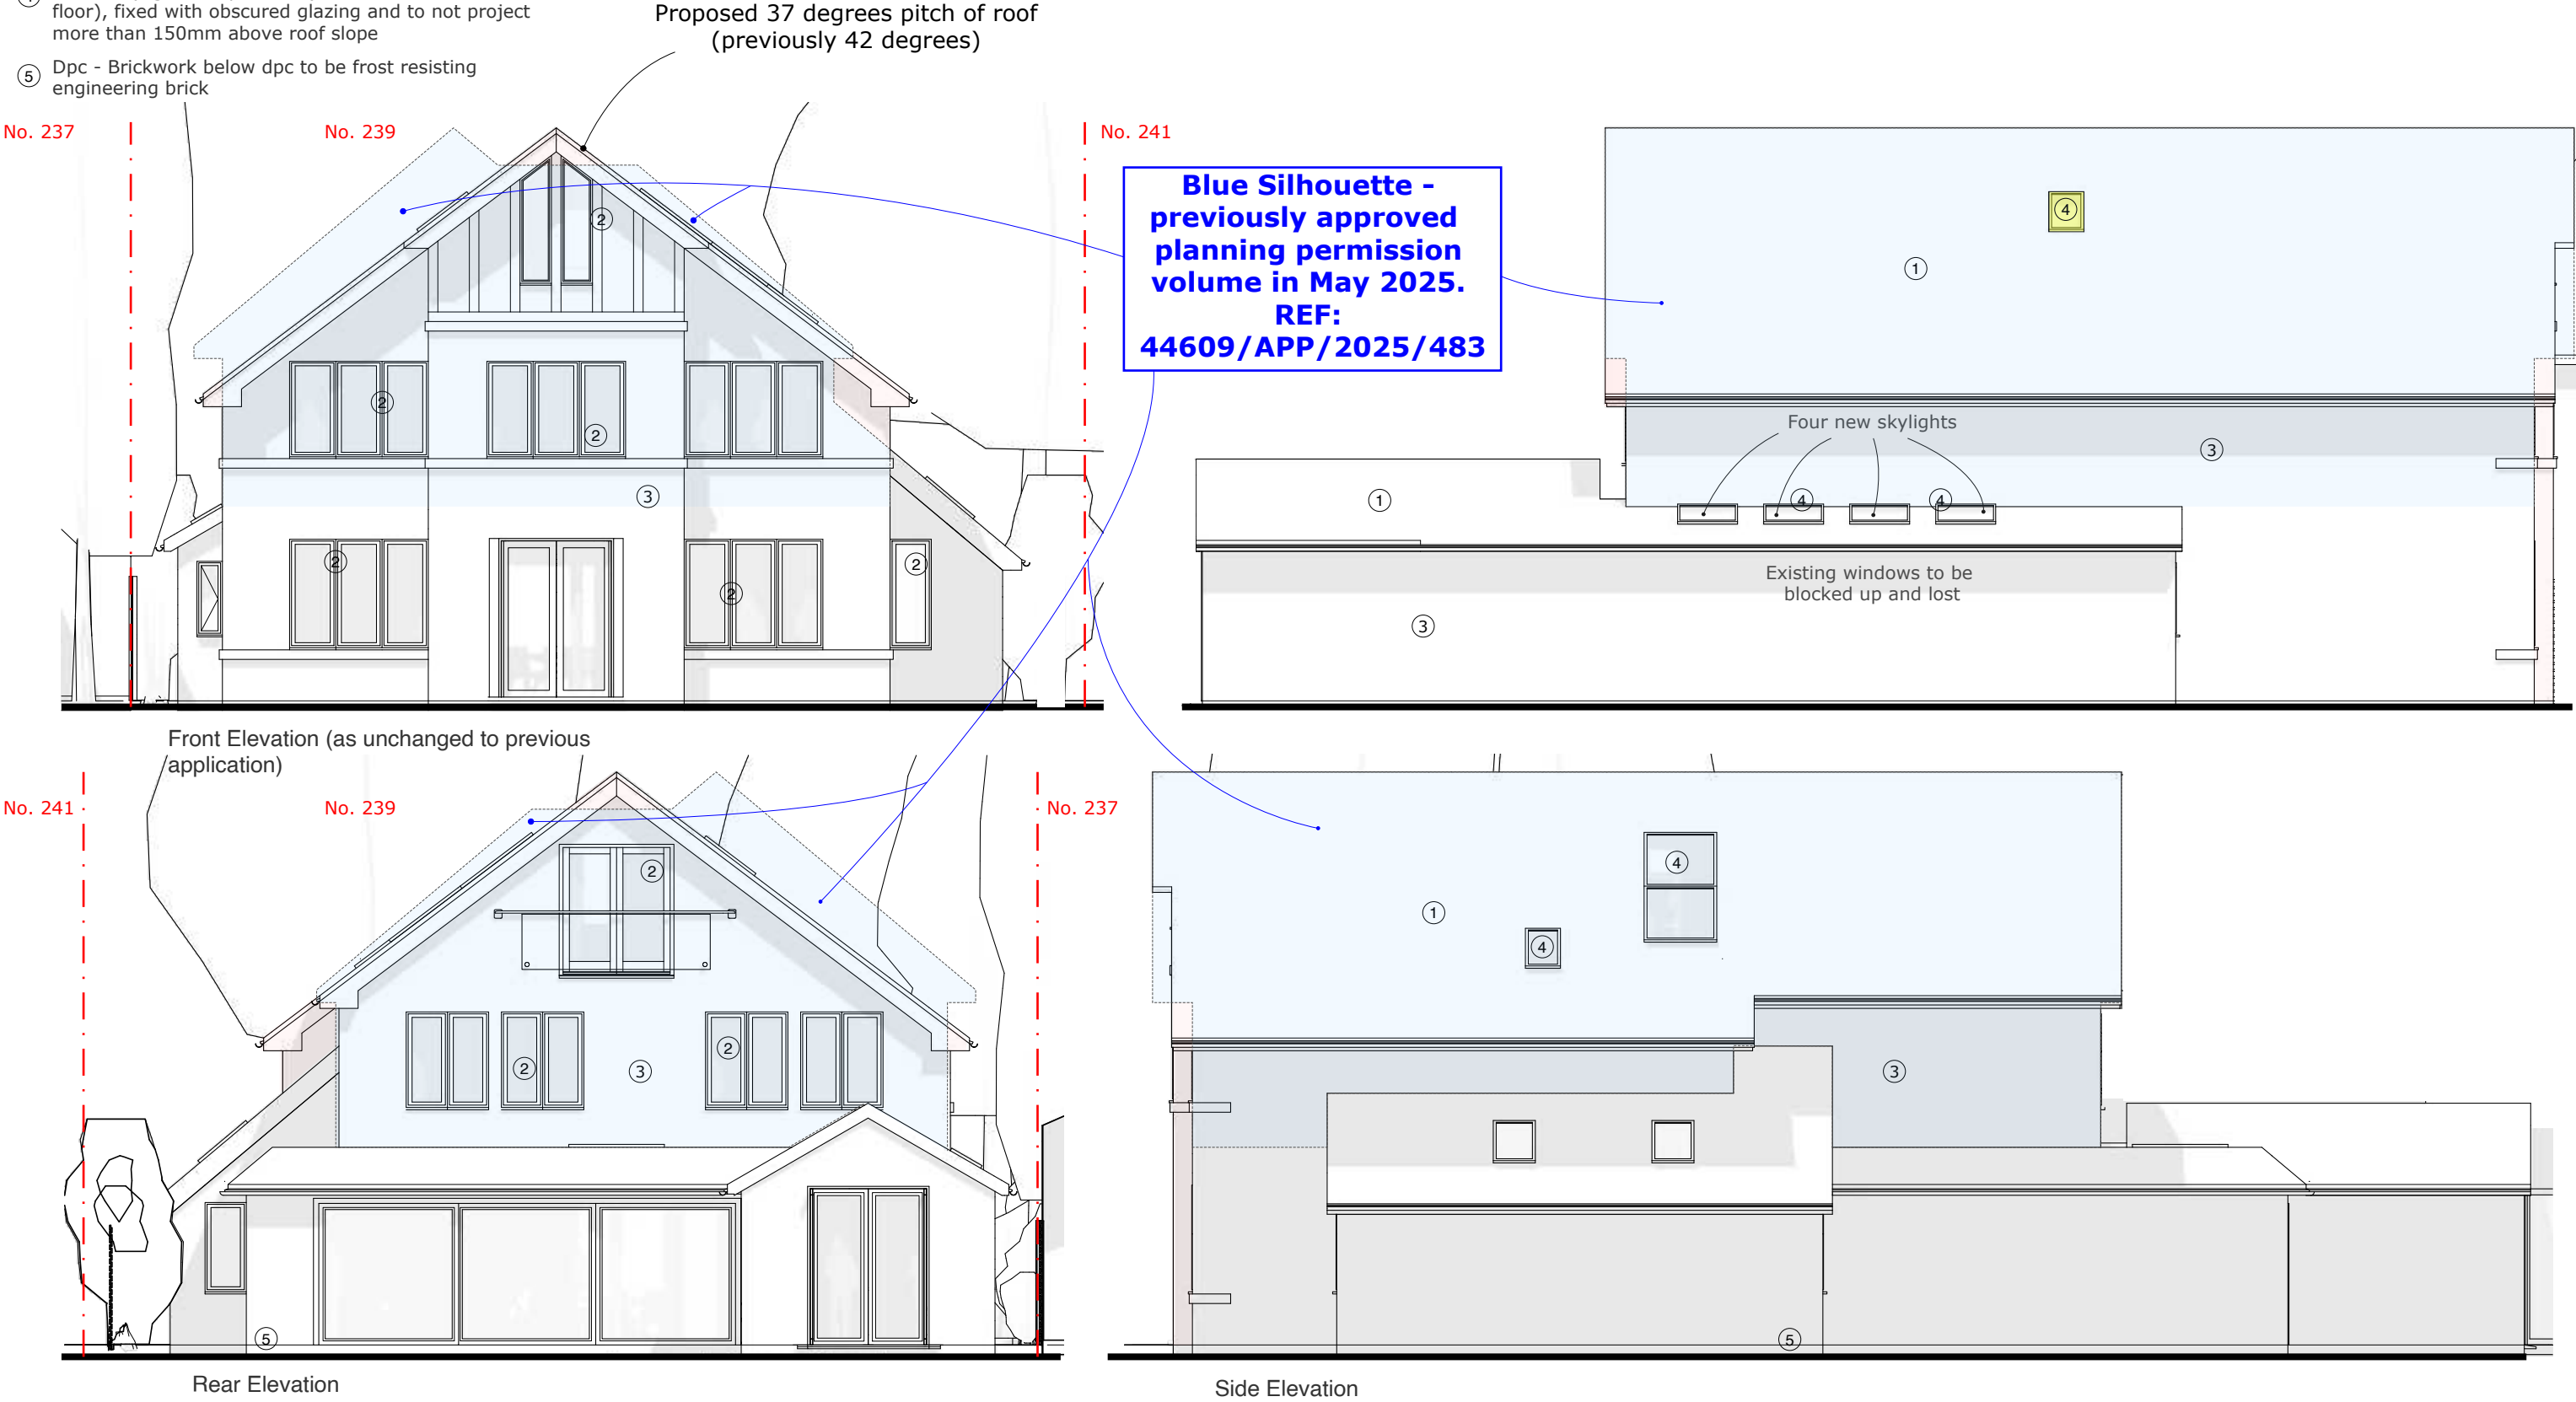 floor), fixed with obscured glazing and to not project
more than 150mm above roof slope
5 Dpc - Brickwork below dpc to be frost resisting
engineering brick
Proposed 37 degrees pitch of roof
(previously 42 degrees)
No. 237
No. 239
No. 241
Blue Silhouette -
previously approved
planning permission
volume in May 2025.
REF:
44609/APP/2025/483
2
2
2
3
2
2
2
4
1
Four new skylights
3
1
4
4
Existing windows to be
blocked up and lost
3
Front Elevation (as unchanged to previous
application)
No. 241
No. 239
No. 237
2
2
2
3
5
4
1
4
3
5
Rear Elevation
Side Elevation